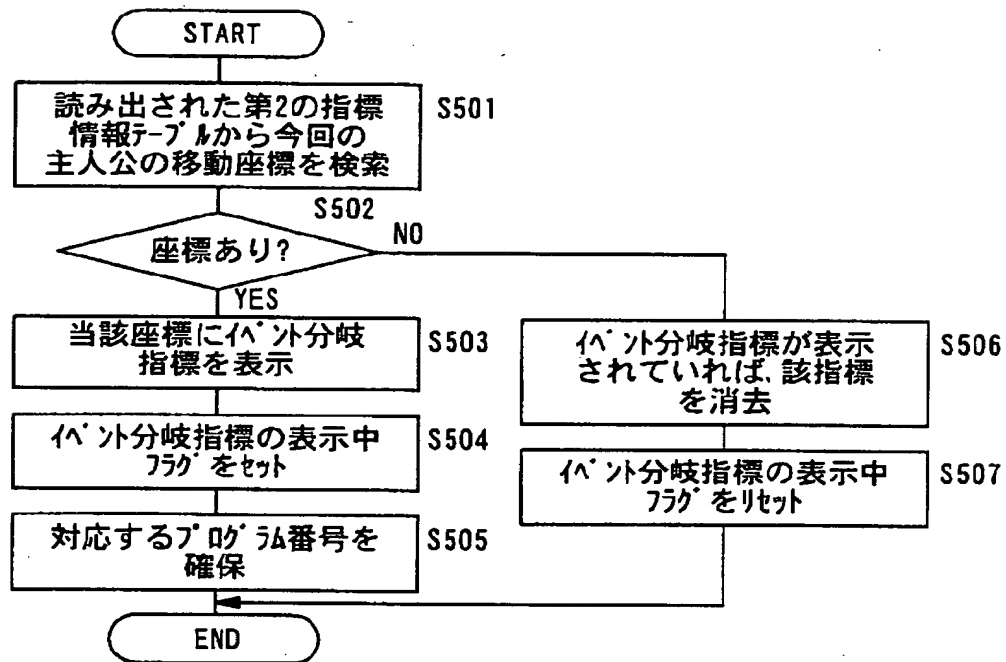 START
読み出された第2の指標
情報テーブルから今回の
主人公の移動座標を検索
S501
S502
座標あり?
NO
YES
当該座標にイベント分岐
指標を表示
S503
イベント分岐指標の表示中
フラグをセット
S504
対応するプログラム番号を
確保
S505
イベント分岐指標が表示
されていれば、該指標
を消去
S506
イベント分岐指標の表示中
フラグをリセット
S507
END